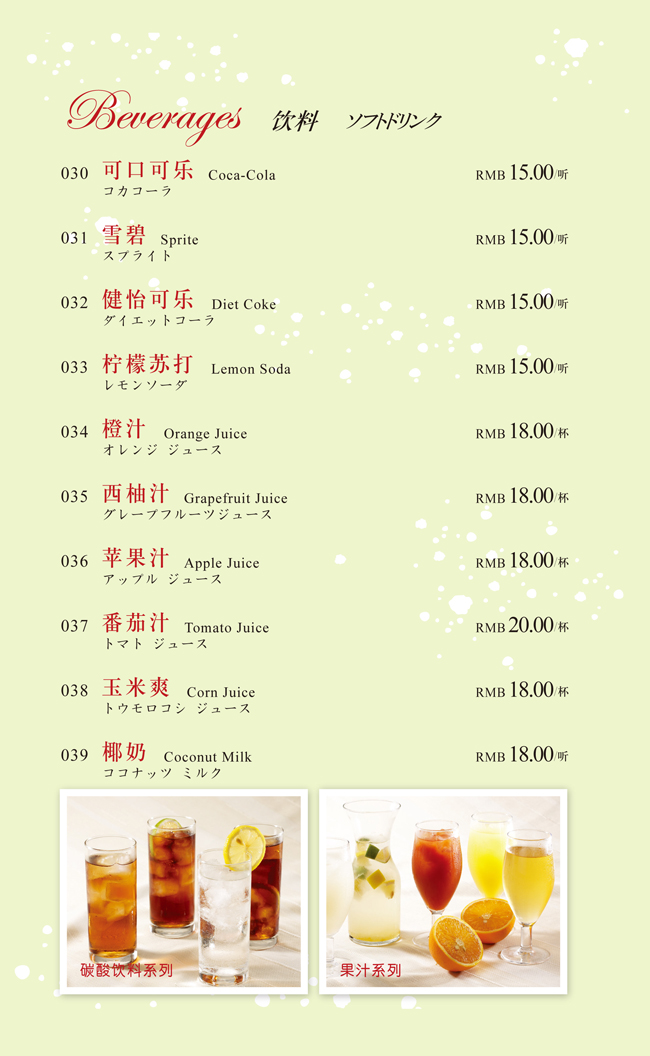 Beverages 饮料 ソフトドリンク
030 可口可乐 Coca-Cola RMB 15.00/听
コカコーラ
031 雪碧 Sprite RMB 15.00/听
スプライト
032 健怡可乐 Diet Coke RMB 15.00/听
ダイエットコーラ
033 柠檬苏打 Lemon Soda RMB 15.00/听
レモンソーダ
034 橙汁 Orange Juice RMB 18.00/杯
オレンジ ジュース
035 西柚汁 Grapefruit Juice RMB 18.00/杯
グレープフルーツジュース
036 苹果汁 Apple Juice RMB 18.00/杯
アップル ジュース
037 番茄汁 Tomato Juice RMB 20.00/杯
トマト ジュース
038 玉米爽 Corn Juice RMB 18.00/杯
トウモロコシ ジュース
039 椰奶 Coconut Milk RMB 18.00/听
ココナッツ ミルク
碳酸饮料系列 果汁系列